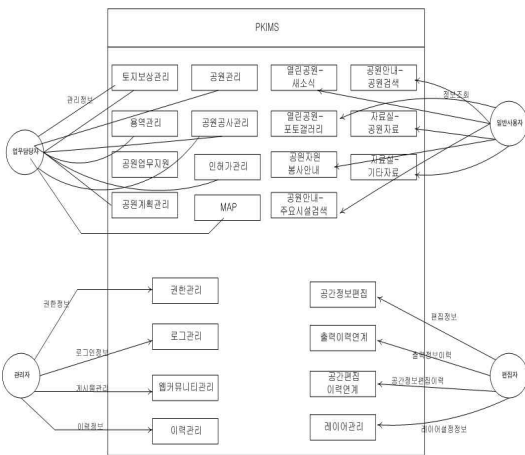 PKIMS
토지보상관리
공원관리
열린공원-
새소식
공원안내-
공원검색
관리정보
정보조회
용역관리
공원공사관리
열린공원-
포토갤러리
자료실-
공원자료
업무담당자
일반사용자
공원업무지원
인허가관리
공원자원
봉사안내
자료실-
기타자료
공원계획관리
MAP
공원안내-
주요시설검색
권한관리
공간정보편집
권한정보
편집정보
로그관리
출력이력연계
로그인정보
출력정보이력
관리자
편집자
게시물관리
웹커뮤니티관리
공간편집
이력연계
공간정보편집이력
이력정보
이력관리
레이어관리
레이어설정정보